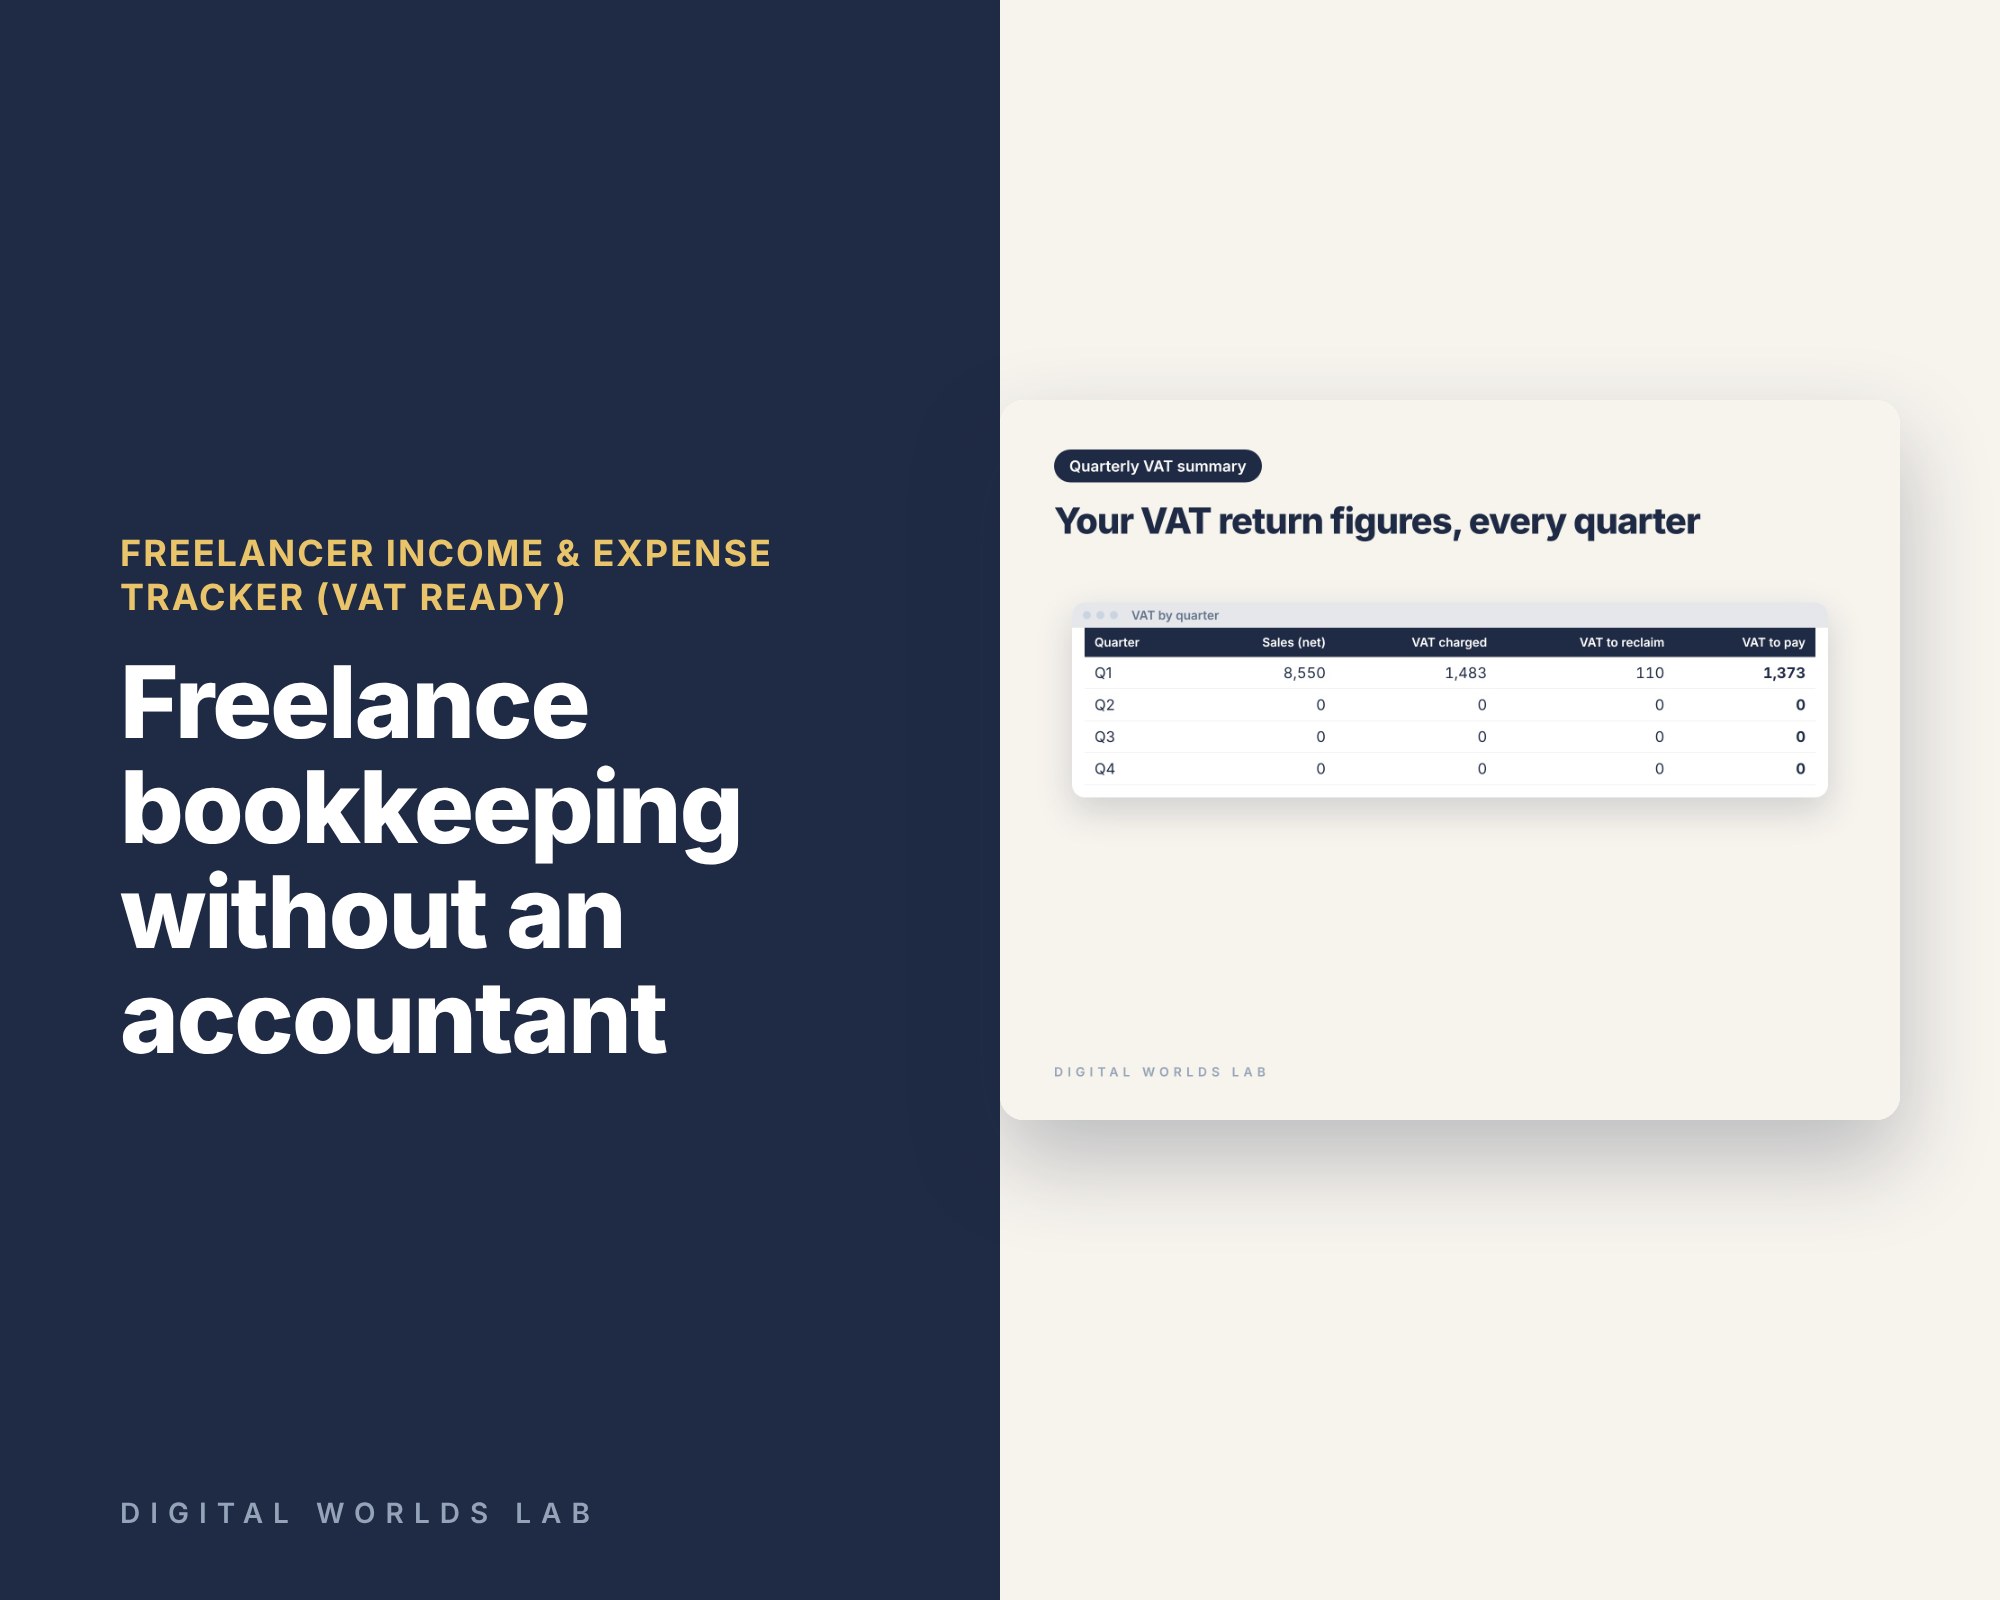 FREELANCER INCOME & EXPENSE
TRACKER (VAT READY)
Freelance
bookkeeping
without an
accountant
DIGITAL WORLDS LAB
Quarterly VAT summary
Your VAT return figures, every quarter
VAT by quarter
Quarter Sales (net) VAT charged VAT to reclaim VAT to pay
Q1 8,550 1,483 110 1,373
Q2 0 0 0 0
Q3 0 0 0 0
Q4 0 0 0 0
DIGITAL WORLDS LAB